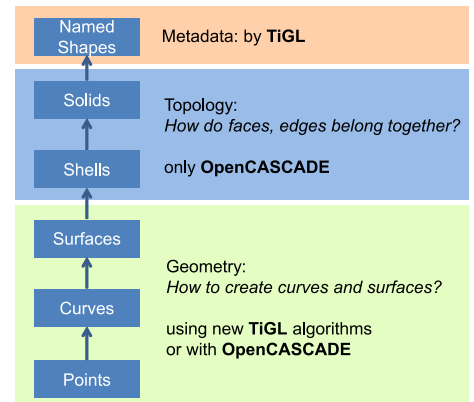 Named
Shapes
Metadata: by TiGL
Solids
Topology:
How do faces, edges belong together?
Shells
only OpenCASCADE
Surfaces
Geometry:
How to create curves and surfaces?
Curves
using new TiGL algorithms
or with OpenCASCADE
Points